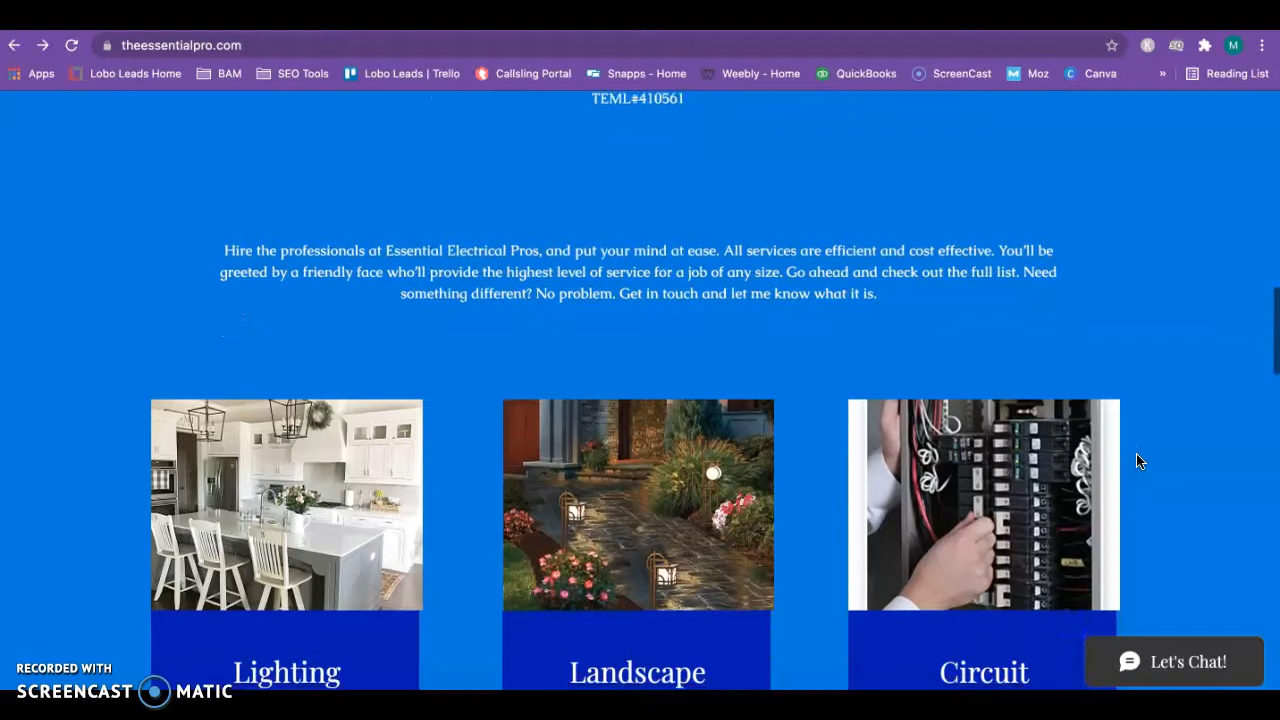 theessentialpro.com
Apps Lobo Leads Home BAM SEO Tools Lobo Leads | Trello Callsling Portal Snapps - Home Weebly - Home QuickBooks ScreenCast Moz Canva » Reading List
TEML#410561
Hire the professionals at Essential Electrical Pros, and put your mind at ease. All services are efficient and cost effective. You'll be
greeted by a friendly face who'll provide the highest level of service for a job of any size. Go ahead and check out the full list. Need
something different? No problem. Get in touch and let me know what it is.
Lighting Landscape Circuit
Let's Chat!
RECORDED WITH
SCREENCAST MATIC